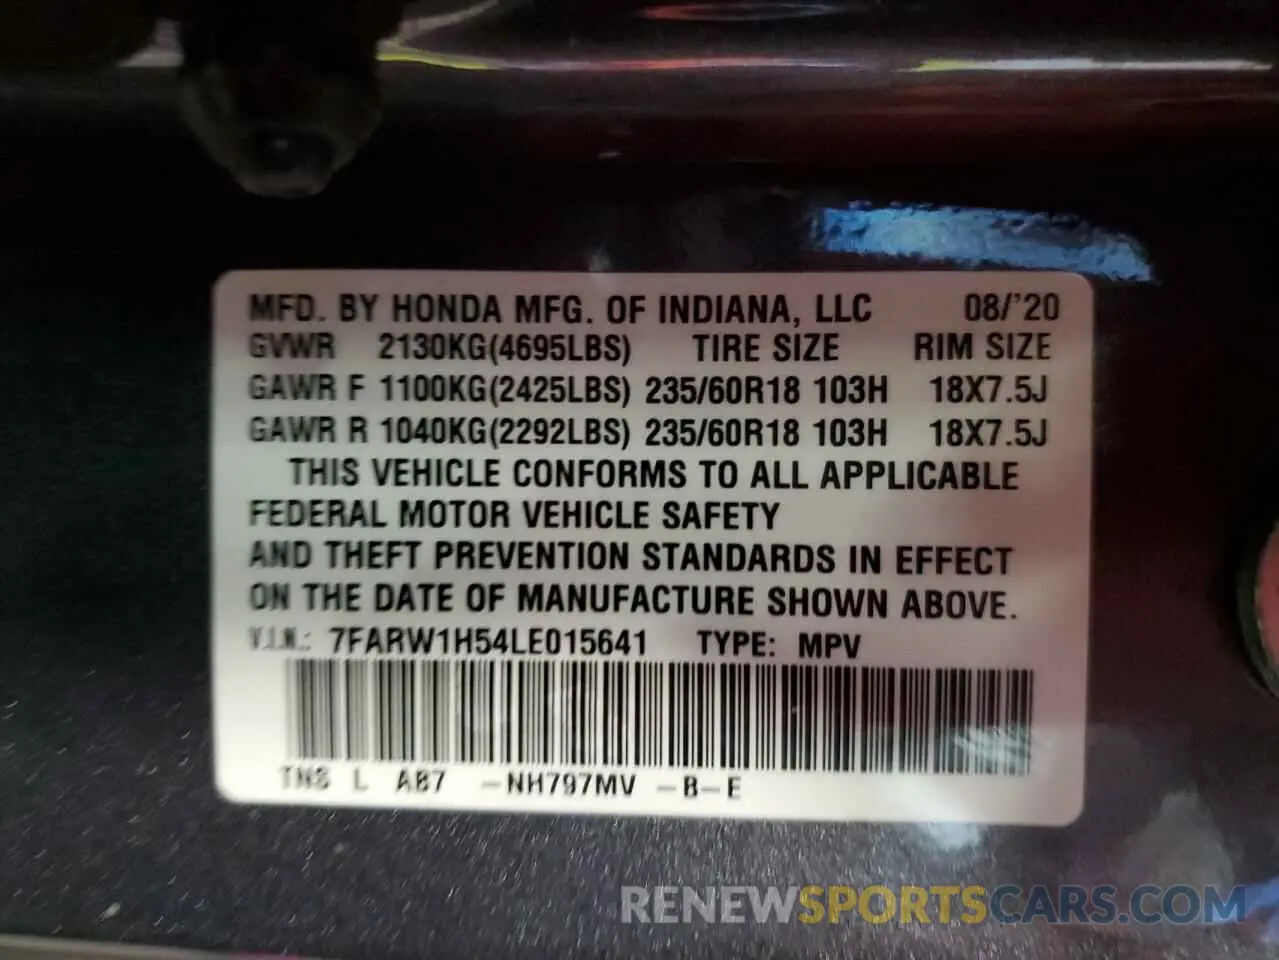 MFD. BY HONDA MFG. OF INDIANA, LLC 08/'20
GVWR 2130KG(4695LBS) TIRE SIZE RIM SIZE
GAWR F 1100KG(2425LBS) 235/60R18 103H 18X7.5J
GAWR R 1040KG(2292LBS) 235/60R18 103H 18X7.5J
THIS VEHICLE CONFORMS TO ALL APPLICABLE
FEDERAL MOTOR VEHICLE SAFETY
AND THEFT PREVENTION STANDARDS IN EFFECT
ON THE DATE OF MANUFACTURE SHOWN ABOVE.
V.I.N.: 7FARW1H54LE015641 TYPE: MPV
TNS L A87 -NH797MV -B-E
RENEWSPORTSCARS.COM